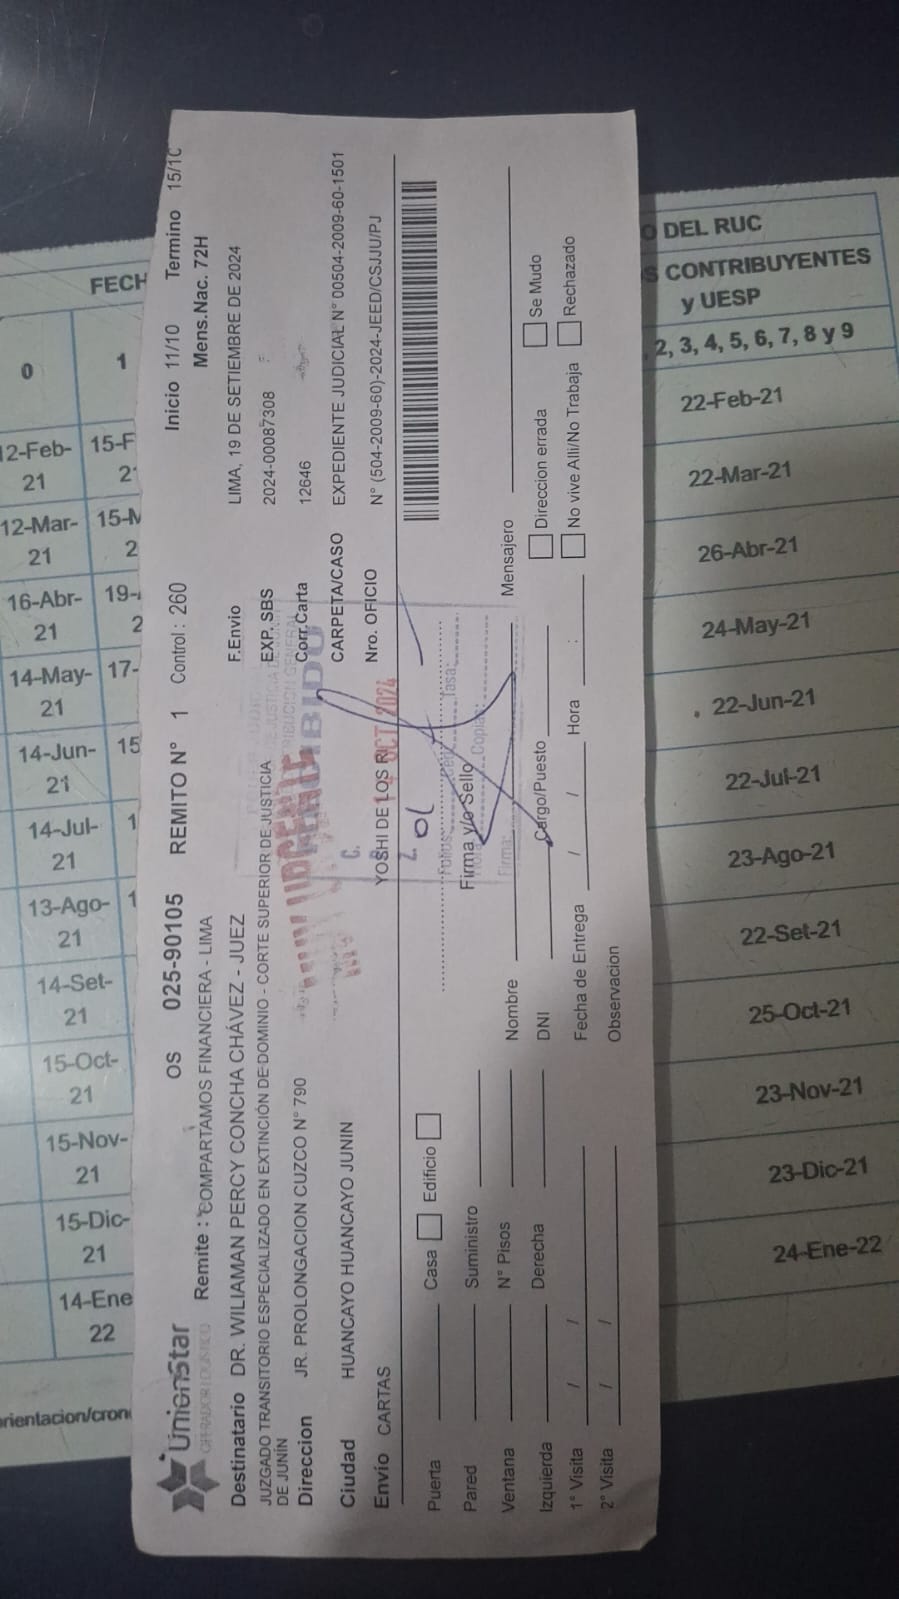 UnionStar
OS 025-90105 REMITO N° 1 Control : 260 Inicio 11/10 Termino 15/10
Remite : COMPARTAMOS FINANCIERA - LIMA Mens.Nac. 72H
Destinatario DR. WILIAMAN PERCY CONCHA CHÁVEZ - JUEZ F.Envio LIMA, 19 DE SETIEMBRE DE 2024
JUZGADO TRANSITORIO ESPECIALIZADO EN EXTINCIÓN DE DOMINIO - CORTE SUPERIOR DE JUSTICIA EXP. SBS 2024-00087308
DE JUNÍN
Direccion JR. PROLONGACION CUZCO N° 790 Corr.Carta 12646
Ciudad HUANCAYO HUANCAYO JUNIN CARPETA/CASO EXPEDIENTE JUDICIAL N° 00504-2009-60-1501
Envío CARTAS YOSHI DE LOS RI Nro. OFICIO N° (504-2009-60)-2024-JEED/CSJJU/PJ
OCT 2024
Puerta Casa Edificio
Pared Suministro Firma y/o Sello
Ventana N° Pisos Nombre Mensajero
Izquierda Derecha DNI Cargo/Puesto Direccion errada Se Mudo
1° Visita / / Fecha de Entrega / / Hora : No vive Alli/No Trabaja Rechazado
2° Visita / / Observacion
FECH
0 1
12-Feb-21 15-F
12-Mar-21 15-M
16-Abr-21 19-
14-May-21 17-
14-Jun-21 15
14-Jul-21 1
13-Ago-21 1
14-Set-21
15-Oct-21
15-Nov-21
15-Dic-21
14-Ene 22
rientacion/cron
O DEL RUC
S CONTRIBUYENTES
y UESP
2, 3, 4, 5, 6, 7, 8 y 9
22-Feb-21
22-Mar-21
26-Abr-21
24-May-21
22-Jun-21
22-Jul-21
23-Ago-21
22-Set-21
25-Oct-21
23-Nov-21
23-Dic-21
24-Ene-22